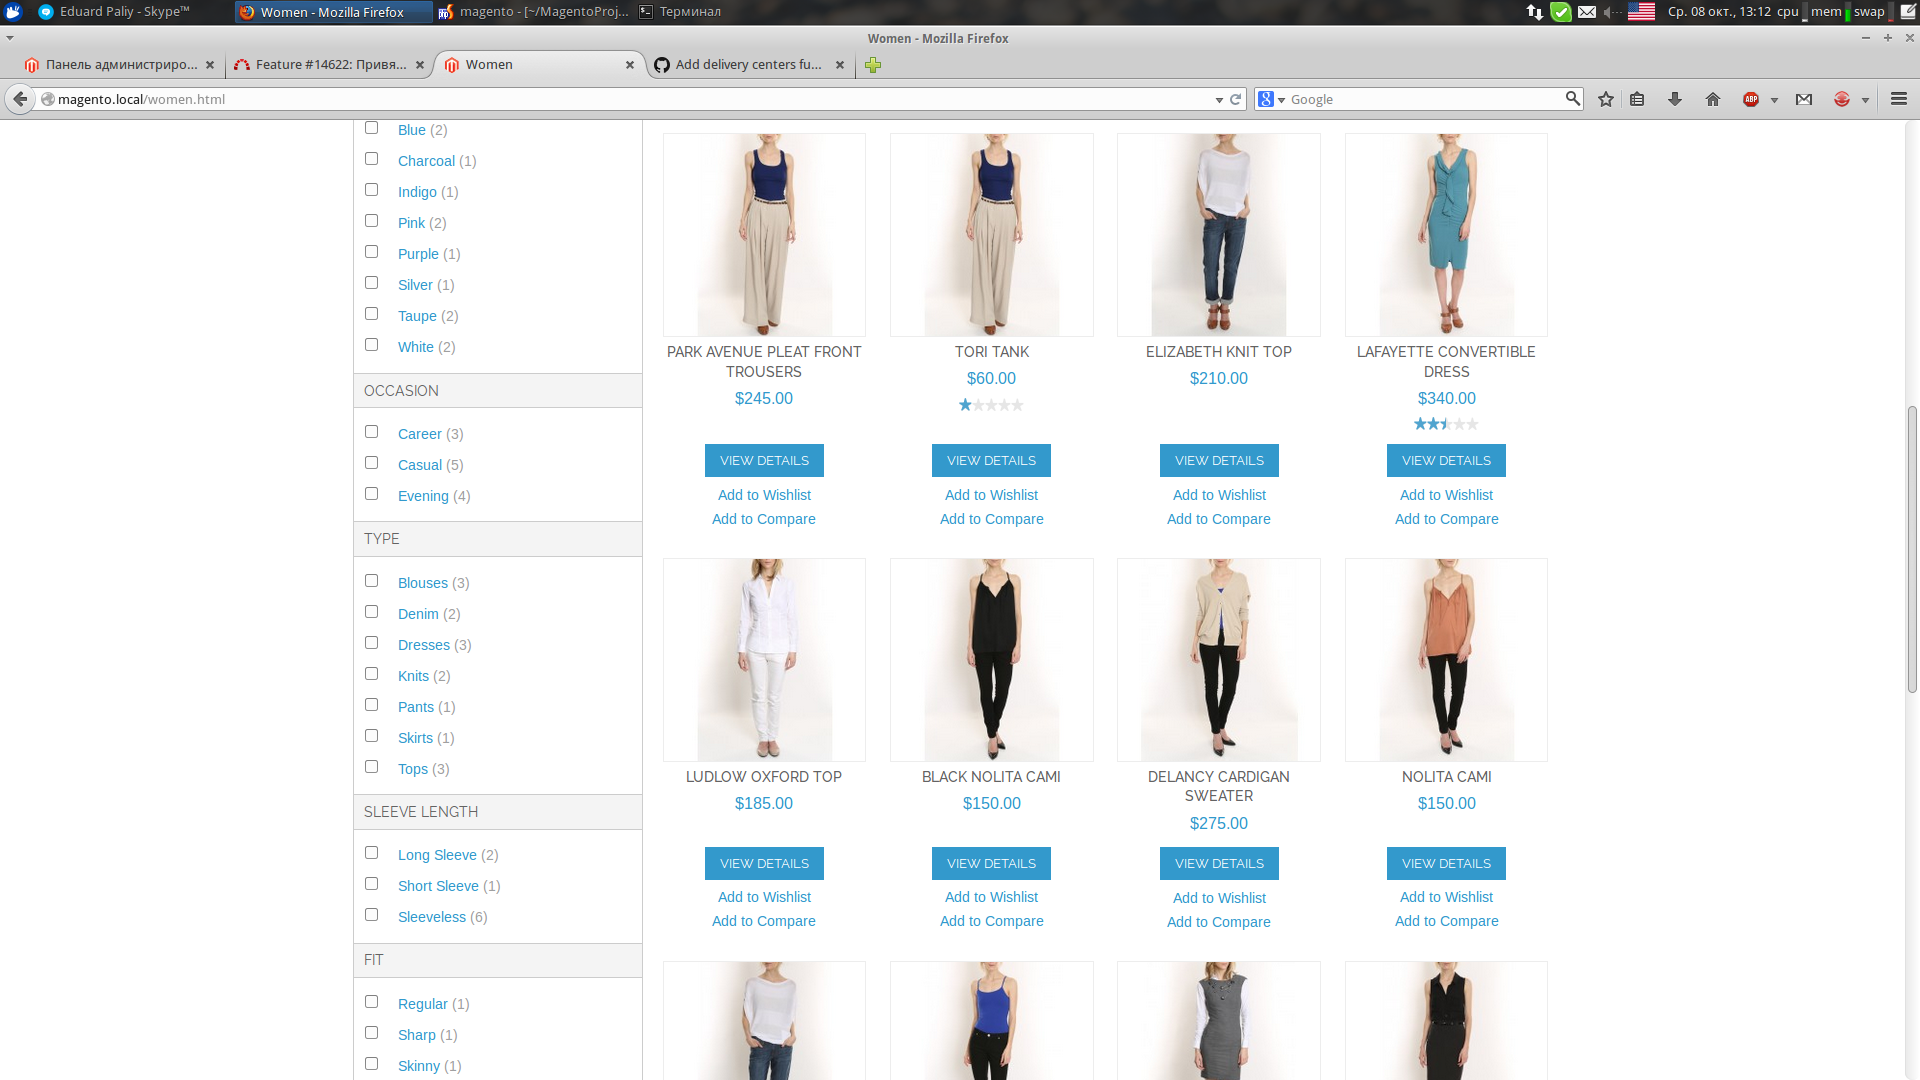 Eduard Paliy - Skype™
Women - Mozilla Firefox
magento - [~/MagentoProj...
Терминал
Ср. 08 окт., 13:12 cpu mem swap
Women - Mozilla Firefox
Панель администриро...
Feature #14622: Привя...
Women
Add delivery centers fu...
magento.local/women.html
Google
ABP
Blue (2)
Charcoal (1)
Indigo (1)
Pink (2)
Purple (1)
Silver (1)
Taupe (2)
White (2)
OCCASION
Career (3)
Casual (5)
Evening (4)
TYPE
Blouses (3)
Denim (2)
Dresses (3)
Knits (2)
Pants (1)
Skirts (1)
Tops (3)
SLEEVE LENGTH
Long Sleeve (2)
Short Sleeve (1)
Sleeveless (6)
FIT
Regular (1)
Sharp (1)
Skinny (1)
PARK AVENUE PLEAT FRONT
TROUSERS
$245.00
VIEW DETAILS
Add to Wishlist
Add to Compare
TORI TANK
$60.00
VIEW DETAILS
Add to Wishlist
Add to Compare
ELIZABETH KNIT TOP
$210.00
VIEW DETAILS
Add to Wishlist
Add to Compare
LAFAYETTE CONVERTIBLE
DRESS
$340.00
VIEW DETAILS
Add to Wishlist
Add to Compare
LUDLOW OXFORD TOP
$185.00
VIEW DETAILS
Add to Wishlist
Add to Compare
BLACK NOLITA CAMI
$150.00
VIEW DETAILS
Add to Wishlist
Add to Compare
DELANCY CARDIGAN
SWEATER
$275.00
VIEW DETAILS
Add to Wishlist
Add to Compare
NOLITA CAMI
$150.00
VIEW DETAILS
Add to Wishlist
Add to Compare